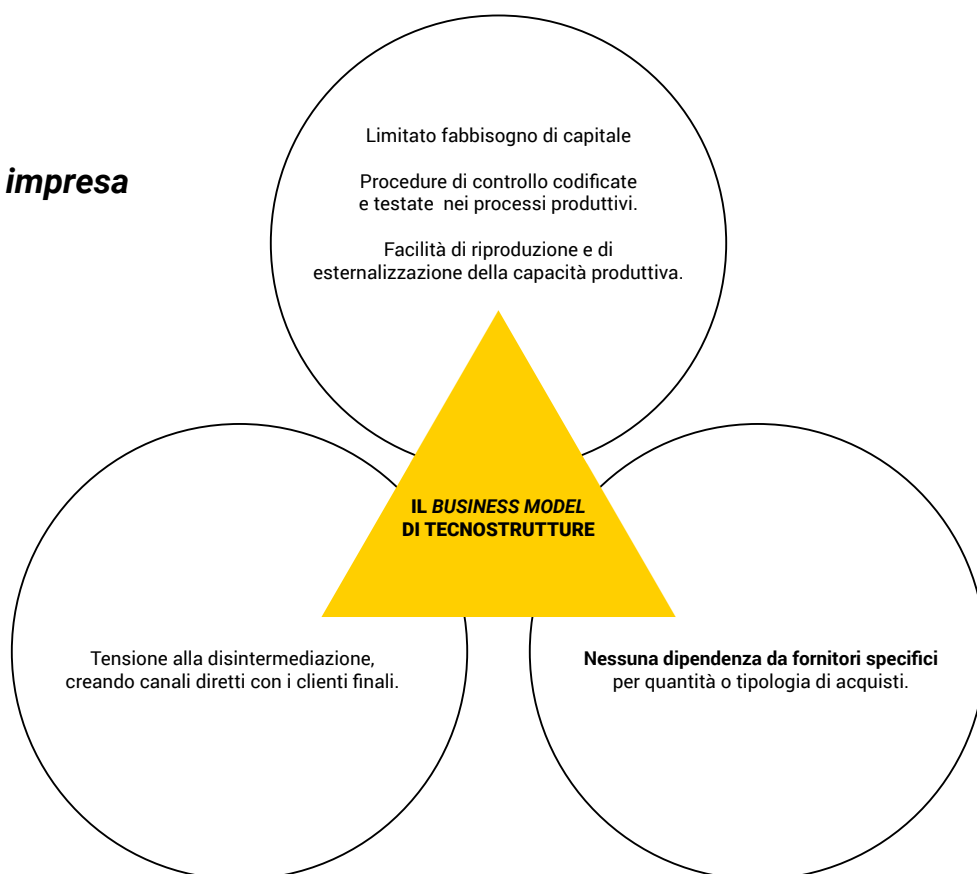 impresa
Limitato fabbisogno di capitale
Procedure di controllo codificate
e testate nei processi produttivi.
Facilità di riproduzione e di
esternalizzazione della capacità produttiva.
IL BUSINESS MODEL
DI TECNOSTRUTTURE
Tensione alla disintermediazione,
creando canali diretti con i clienti finali.
Nessuna dipendenza da fornitori specifici
per quantità o tipologia di acquisti.